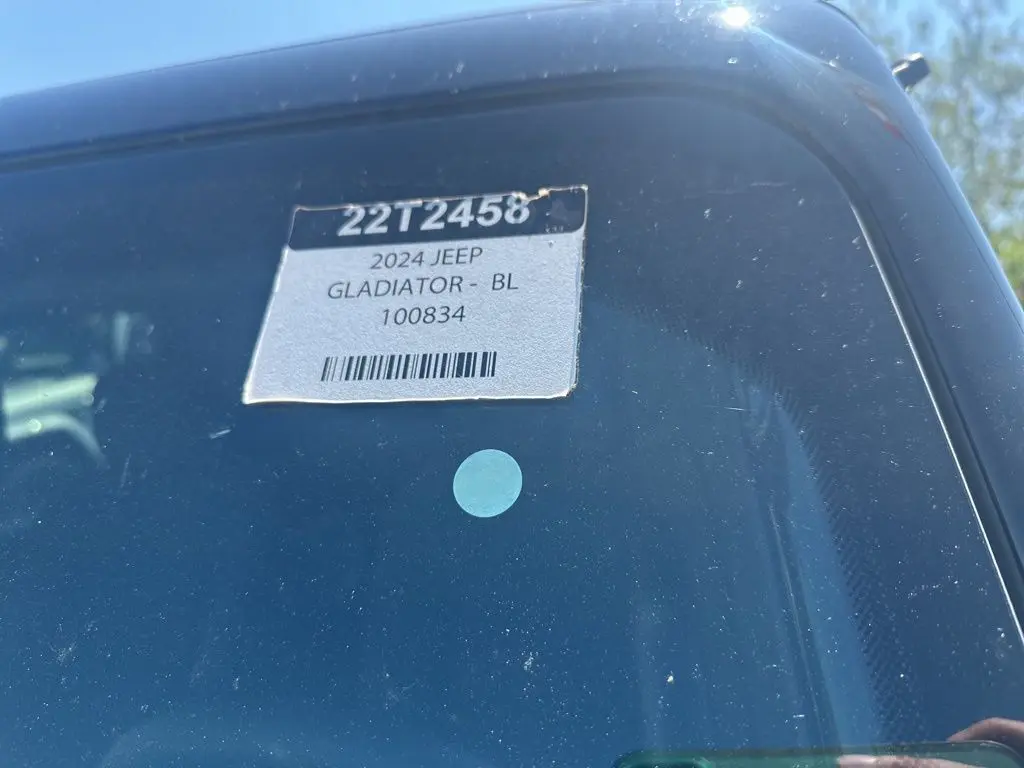 22T2458
2024 JEEP
GLADIATOR - BL
100834